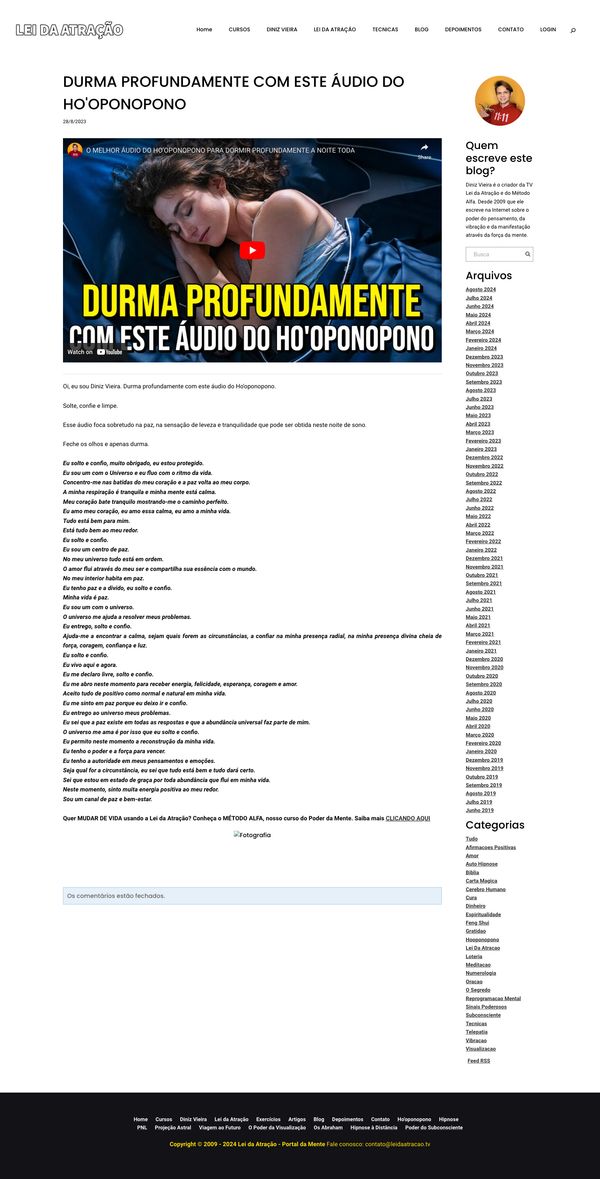 LEI DA ATRAÇÃO
Home CURSOS DINIZ VIEIRA LEI DA ATRAÇÃO TECNICAS BLOG DEPOIMENTOS CONTATO LOGIN
DURMA PROFUNDAMENTE COM ESTE ÁUDIO DO
HO'OPONOPONO
28/8/2023
O MELHOR ÁUDIO DO HO'OPONOPONO PARA DORMIR PROFUNDAMENTE A NOITE TODA
Share
DURMA PROFUNDAMENTE
COM ESTE ÁUDIO DO HO'OPONOPONO
Watch on YouTube
Oi, eu sou Diniz Vieira. Durma profundamente com este áudio do Ho'oponopono.
Solte, confie e limpe.
Esse áudio foca sobretudo na paz, na sensação de leveza e tranquilidade que pode ser obtida neste noite de sono.
Feche os olhos e apenas durma.
Eu solto e confio, muito obrigado, eu estou protegido.
Eu sou um com o Universo e eu fluo com o ritmo da vida.
Concentro-me nas batidas do meu coração e a paz volta ao meu corpo.
A minha respiração é tranquila e minha mente está calma.
Meu coração bate tranquilo mostrando-me o caminho perfeito.
Eu amo meu coração, eu amo essa calma, eu amo a minha vida.
Tudo está bem para mim.
Está tudo bem ao meu redor.
Eu solto e confio.
Eu sou um centro de paz.
No meu universo tudo está em ordem.
O amor flui através do meu ser e compartilha sua essência com o mundo.
No meu interior habita em paz.
Eu tenho paz e a divido, eu solto e confio.
Minha vida é paz.
Eu sou um com o universo.
O universo me ajuda a resolver meus problemas.
Eu entrego, solto e confio.
Ajuda-me a encontrar a calma, sejam quais forem as circunstâncias, a confiar na minha presença radial, na minha presença divina cheia de
força, coragem, confiança e luz.
Eu solto e confio.
Eu vivo aqui e agora.
Eu me declaro livre, solto e confio.
Eu me abro neste momento para receber energia, felicidade, esperança, coragem e amor.
Aceito tudo de positivo como normal e natural em minha vida.
Eu me sinto em paz porque eu deixo ir e confio.
Eu entrego ao universo meus problemas.
Eu sei que a paz existe em todas as respostas e que a abundância universal faz parte de mim.
O universo me ama é por isso que eu solto e confio.
Eu permito neste momento a reconstrução da minha vida.
Eu tenho o poder e a força para vencer.
Eu tenho a autoridade em meus pensamentos e emoções.
Seja qual for a circunstância, eu sei que tudo está bem e tudo dará certo.
Sei que estou em estado de graça por toda abundância que flui em minha vida.
Neste momento, sinto muita energia positiva ao meu redor.
Sou um canal de paz e bem-estar.
Quer MUDAR DE VIDA usando a Lei da Atração? Conheça o MÉTODO ALFA, nosso curso do Poder da Mente. Saiba mais CLICANDO AQUI
Fotografia
Os comentários estão fechados.
11:11
Quem
escreve este
blog?
Diniz Vieira é o criador da TV
Lei da Atração e do Método
Alfa. Desde 2009 que ele
escreve na Internet sobre o
poder do pensamento, da
vibração e da manifestação
através da força da mente.
Busca
Arquivos
Agosto 2024
Julho 2024
Junho 2024
Maio 2024
Abril 2024
Março 2024
Fevereiro 2024
Janeiro 2024
Dezembro 2023
Novembro 2023
Outubro 2023
Setembro 2023
Agosto 2023
Julho 2023
Junho 2023
Maio 2023
Abril 2023
Março 2023
Fevereiro 2023
Janeiro 2023
Dezembro 2022
Novembro 2022
Outubro 2022
Setembro 2022
Agosto 2022
Julho 2022
Junho 2022
Maio 2022
Abril 2022
Março 2022
Fevereiro 2022
Janeiro 2022
Dezembro 2021
Novembro 2021
Outubro 2021
Setembro 2021
Agosto 2021
Julho 2021
Junho 2021
Maio 2021
Abril 2021
Março 2021
Fevereiro 2021
Janeiro 2021
Dezembro 2020
Novembro 2020
Outubro 2020
Setembro 2020
Agosto 2020
Julho 2020
Junho 2020
Maio 2020
Abril 2020
Março 2020
Fevereiro 2020
Janeiro 2020
Dezembro 2019
Novembro 2019
Outubro 2019
Setembro 2019
Agosto 2019
Julho 2019
Junho 2019
Categorias
Tudo
Afirmacoes Positivas
Amor
Auto Hipnose
Biblia
Carta Magica
Cerebro Humano
Cura
Dinheiro
Espiritualidade
Feng Shui
Gratidao
Hooponopono
Lei Da Atracao
Loteria
Meditacao
Numerologia
Oracao
O Segredo
Reprogramacao Mental
Sinais Poderosos
Subconsciente
Tecnicas
Telepatia
Vibracao
Visualizacao
Feed RSS
Home Cursos Diniz Vieira Lei da Atração Exercícios Artigos Blog Depoimentos Contato Ho'oponopono Hipnose
PNL Projeção Astral Viagem ao Futuro O Poder da Visualização Os Abraham Hipnose à Distância Poder do Subconsciente
Copyright © 2009 - 2024 Lei da Atração - Portal da Mente Fale conosco: contato@leidaatracao.tv